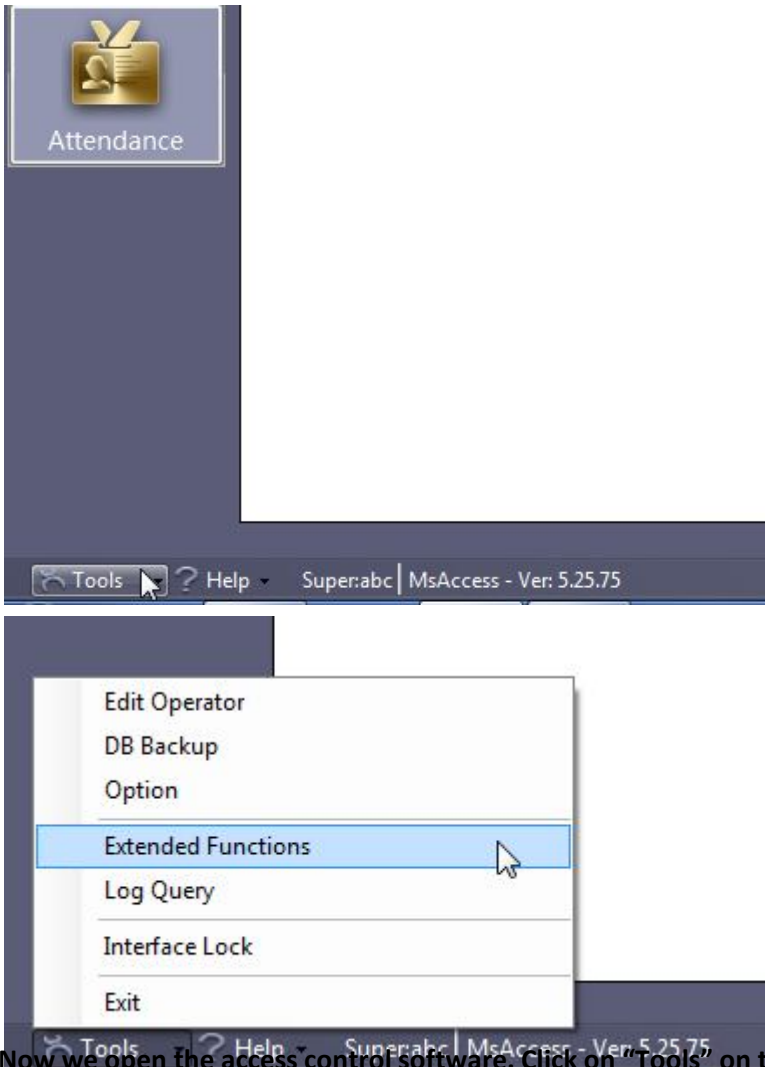 Attendance
Tools Help Super:abc MsAccess - Ver: 5.25.75
Edit Operator
DB Backup
Option
Extended Functions
Log Query
Interface Lock
Exit
Tools Help Super:abc MsAccess - Ver: 5.25.75
Now we open the access control software. Click on “Tools” on t